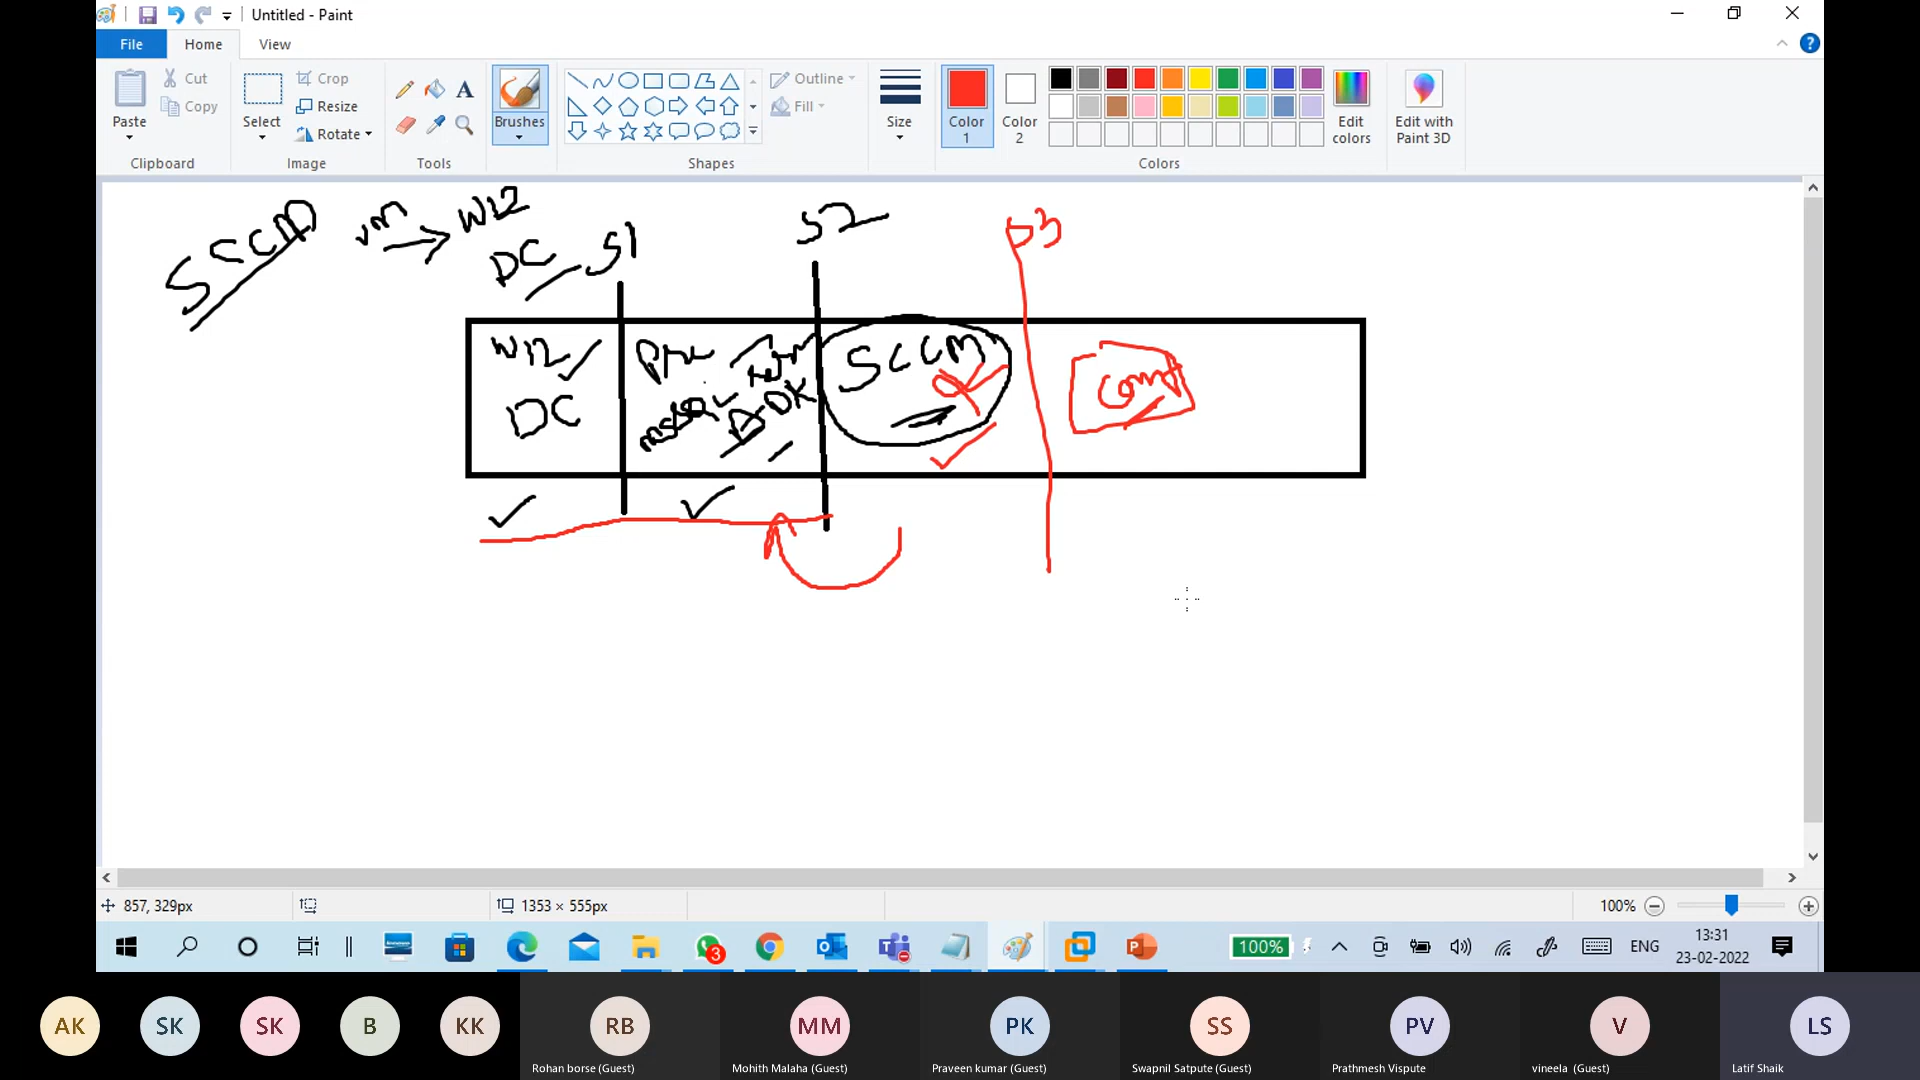 Untitled - Paint
File
Home
View
Paste
Cut
Copy
Clipboard
Select
Crop
Resize
Rotate
Image
Tools
Brushes
Outline
Fill
Shapes
Size
Color
1
Color
2
Edit
colors
Colors
Edit with
Paint 3D
SCCM
vm
W12
DC
S1
S2
S3
W12
DC
SCCM
857, 329px
1353 × 555px
100%
3
100%
ENG
13:31
23-02-2022
AK
SK
SK
B
KK
RB
Rohan borse (Guest)
MM
Mohith Malaha (Guest)
PK
Praveen kumar (Guest)
SS
Swapnil Satpute (Guest)
PV
Prathmesh Vispute
V
vineela (Guest)
LS
Latif Shaik